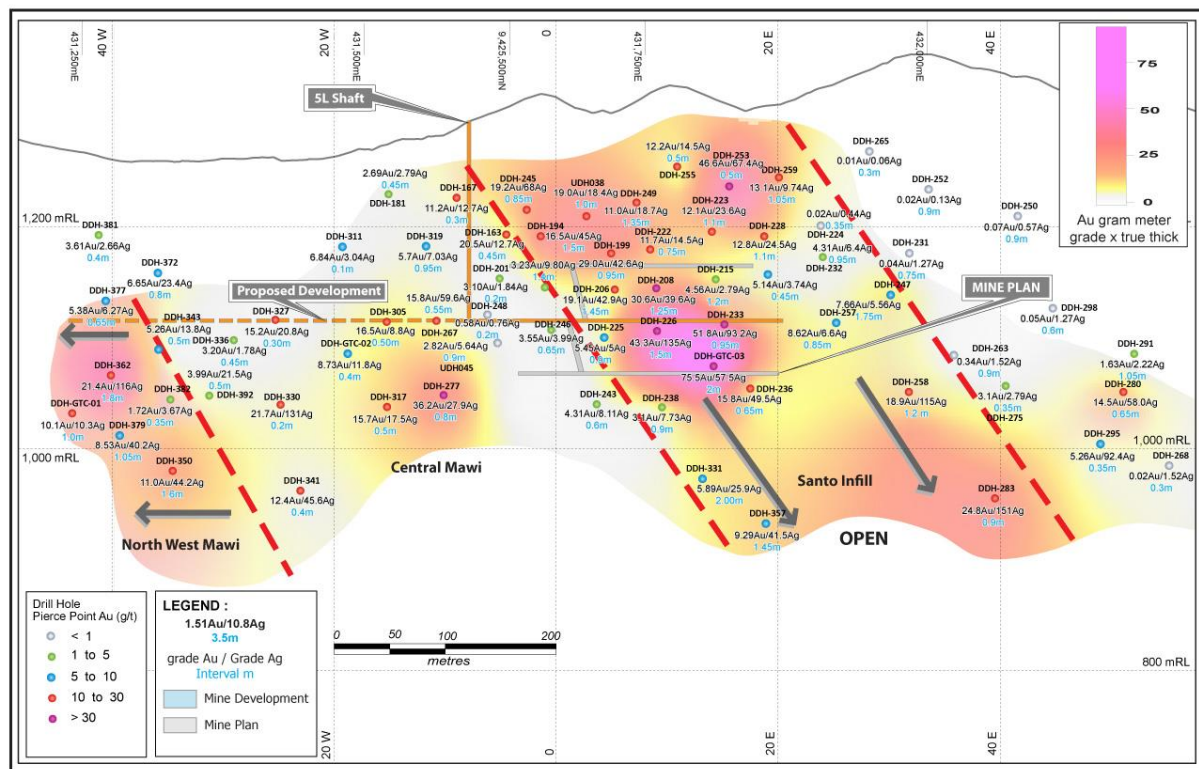 431,250mE
40 W
20 W
431,500mE
9,425,500mN
0
431,750mE
20 E
432,000mE
40 E
75
50
25
0
Au gram meter
grade x true thick
5L Shaft
Proposed Development
MINE PLAN
1,200 mRL
1,000 mRL
1,200 mRL
1,000 mRL
800 mRL
DDH-381
3.61Au/2.66Ag
0.4m
DDH-372
6.65Au/23.4Ag
0.8m
DDH-377
5.38Au/6.27Ag
0.65m
DDH-343
5.26Au/13.8Ag
0.5m
DDH-336
3.20Au/1.78Ag
0.45m
3.99Au/21.5Ag
0.5m
DDH-392
DDH-362
21.4Au/116Ag
1.8m
DDH-382
1.72Au/3.67Ag
0.35m
DDH-GTC-01
10.1Au/10.3Ag
1.0m
DDH-379
8.53Au/40.2Ag
1.05m
DDH-350
11.0Au/44.2Ag
1.6m
DDH-330
21.7Au/131Ag
0.2m
DDH-341
12.4Au/45.6Ag
0.4m
DDH-327
15.2Au/20.8Ag
0.30m
DDH-311
6.84Au/3.04Ag
0.1m
2.69Au/2.79Ag
0.45m
DDH-181
DDH-319
5.7Au/7.03Ag
0.95m
DDH-167
11.2Au/12.7Ag
0.3m
DDH-245
19.2Au/68Ag
0.85m
DDH-163
20.5Au/12.7Ag
0.45m
DDH-194
16.5Au/45Ag
1.5m
UDH038
19.0Au/18.4Ag
1.0m
DDH-249
11.0Au/18.7Ag
1.35m
12.2Au/14.5Ag
0.5m
DDH-255
DDH-253
46.6Au/67.4Ag
0.5m
DDH-259
13.1Au/9.74Ag
1.05m
DDH-223
12.1Au/23.6Ag
1.1m
DDH-222
11.7Au/14.5Ag
0.75m
DDH-199
29.0Au/42.6Ag
0.95m
DDH-228
12.8Au/24.5Ag
1.1m
DDH-265
0.01Au/0.06Ag
0.3m
DDH-252
0.02Au/0.13Ag
0.9m
DDH-250
0.07Au/0.57Ag
0.9m
0.02Au/0.44Ag
0.35m
DDH-224
4.31Au/6.4Ag
0.95m
DDH-232
DDH-231
0.04Au/1.27Ag
0.75m
DDH-201
3.10Au/1.84Ag
0.2m
3.23Au/9.80Ag
DDH-206
19.1Au/42.9Ag
DDH-208
30.6Au/39.6Ag
1.25m
DDH-215
4.56Au/2.79Ag
1.2m
5.14Au/3.74Ag
0.45m
DDH-247
7.66Au/5.56Ag
1.75m
DDH-257
8.62Au/6.6Ag
0.85m
DDH-298
0.05Au/1.27Ag
0.6m
15.8Au/59.6Ag
0.55m
DDH-305
16.5Au/8.8Ag
0.50m
DDH-267
2.82Au/5.64Ag
0.9m
UDH045
DDH-248
0.58Au/0.76Ag
0.2m
DDH-246
3.55Au/3.99Ag
0.65m
DDH-225
5.45Au/5Ag
DDH-226
43.3Au/135Ag
DDH-233
51.8Au/93.2Ag
0.95m
DDH-GTC-03
75.5Au/57.5Ag
2m
DDH-236
15.8Au/49.5Ag
0.65m
DDH-GTC-02
8.73Au/11.8Ag
0.4m
DDH-277
36.2Au/27.9Ag
0.8m
DDH-317
15.7Au/17.5Ag
0.5m
DDH-243
4.31Au/8.11Ag
0.6m
DDH-238
0.9m
DDH-263
0.34Au/1.52Ag
0.9m
DDH-258
18.9Au/115Ag
1.2 m
3.1Au/2.79Ag
0.35m
DDH-275
DDH-291
1.63Au/2.22Ag
1.05m
DDH-280
14.5Au/58.0Ag
0.65m
DDH-295
5.26Au/92.4Ag
0.35m
DDH-268
0.02Au/1.52Ag
0.3m
DDH-331
5.89Au/25.9Ag
2.00m
DDH-357
9.29Au/41.5Ag
1.45m
DDH-283
24.8Au/151Ag
0.9m
Central Mawi
Santo Infill
North West Mawi
OPEN
Drill Hole
Pierce Point Au (g/t)
< 1
1 to 5
5 to 10
10 to 30
> 30
LEGEND :
1.51Au/10.8Ag
3.5m
grade Au / Grade Ag
Interval m
Mine Development
Mine Plan
0 50 100 200
metres
20 W
0
20 E
40 E